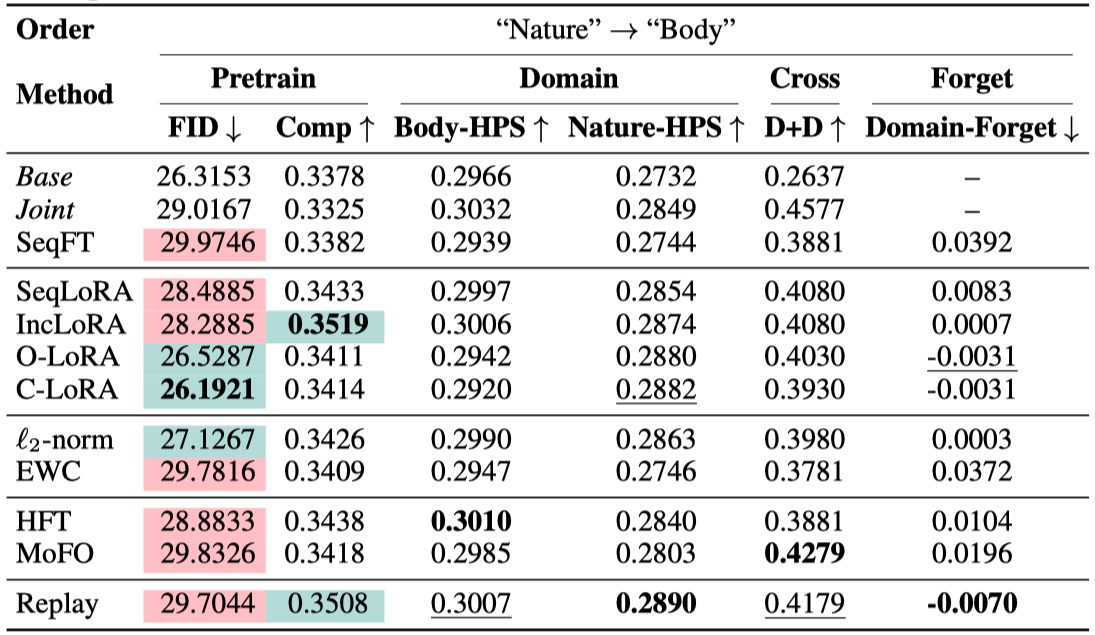 Order “Nature” → “Body”
Method Pretrain Domain Cross Forget
FID ↓ Comp ↑ Body-HPS ↑ Nature-HPS ↑ D+D ↑ Domain-Forget ↓
Base 26.3153 0.3378 0.2966 0.2732 0.2637 –
Joint 29.0167 0.3325 0.3032 0.2849 0.4577 –
SeqFT 29.9746 0.3382 0.2939 0.2744 0.3881 0.0392
SeqLoRA 28.4885 0.3433 0.2997 0.2854 0.4080 0.0083
IncLoRA 28.2885 0.3519 0.3006 0.2874 0.4080 0.0007
O-LoRA 26.5287 0.3411 0.2942 0.2880 0.4030 -0.0031
C-LoRA 26.1921 0.3414 0.2920 0.2882 0.3930 -0.0031
ℓ₂-norm 27.1267 0.3426 0.2990 0.2863 0.3980 0.0003
EWC 29.7816 0.3409 0.2947 0.2746 0.3781 0.0372
HFT 28.8833 0.3438 0.3010 0.2840 0.3881 0.0104
MoFO 29.8326 0.3418 0.2985 0.2803 0.4279 0.0196
Replay 29.7044 0.3508 0.3007 0.2890 0.4179 -0.0070